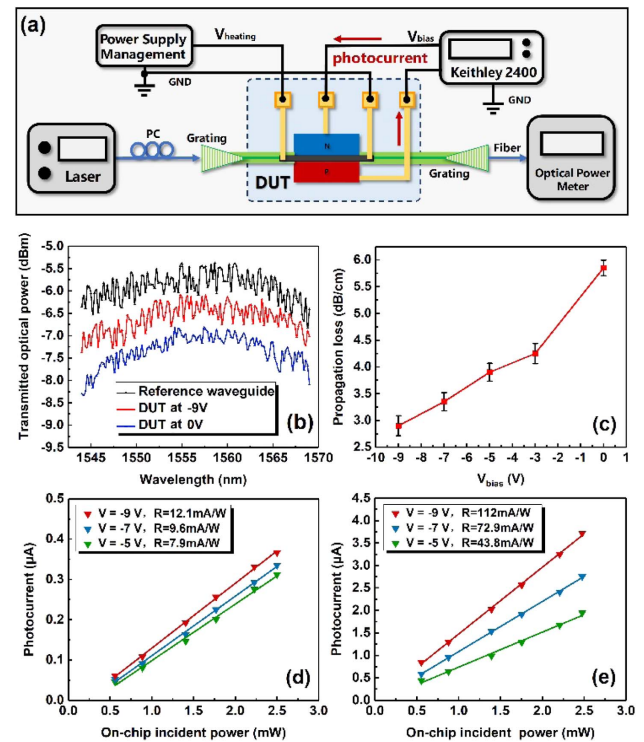 (a)
Power Supply
Management
V heating
GND
V bias
photocurrent
Keithley 2400
GND
Laser
PC
Grating
N
P
DUT
Grating
Fiber
Optical Power
Meter
Transmitted optical power (dBm)
-5.0
-5.5
-6.0
-6.5
-7.0
-7.5
-8.0
-8.5
-9.0
-9.5
Reference waveguide
DUT at -9V
DUT at 0V
(b)
1545 1550 1555 1560 1565 1570
Wavelength (nm)
Propagation loss (dB/cm)
6.0
5.5
5.0
4.5
4.0
3.5
3.0
2.5
(c)
-10 -9 -8 -7 -6 -5 -4 -3 -2 -1 0 1
V bias (V)
Photocurrent (μA)
0.5
0.4
0.3
0.2
0.1
0.0
V = -9 V, R=12.1mA/W
V = -7 V, R=9.6mA/W
V = -5 V, R=7.9mA/W
(d)
0.0 0.5 1.0 1.5 2.0 2.5 3.0
On-chip incident power (mW)
Photocurrent (μA)
4.5
4.0
3.5
3.0
2.5
2.0
1.5
1.0
0.5
0.0
V = -9 V, R=112mA/W
V = -7 V, R=72.9mA/W
V = -5 V, R=43.8mA/W
(e)
0.0 0.5 1.0 1.5 2.0 2.5 3.0
On-chip incident power (mW)